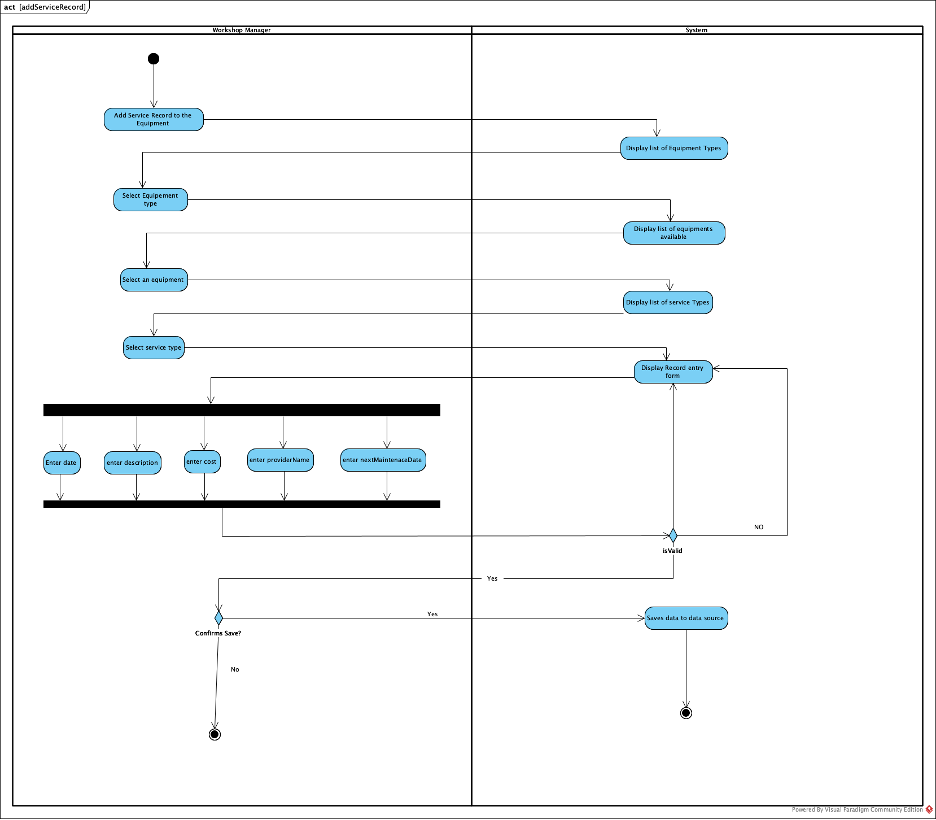 act [addServiceRecord]
Workshop Manager
System
Add Service Record to the
Equipment
Display list of Equipment Types
Select Equipement
type
Display list of equipments
available
Select an equipment
Display list of service Types
Select service type
Display Record entry
form
Enter date
enter description
enter cost
enter providerName
enter nextMaintenaceData
NO
isValid
Yes
Confirms Save?
Yes
Saves data to data source
No
Powered By Visual Paradigm Community Edition